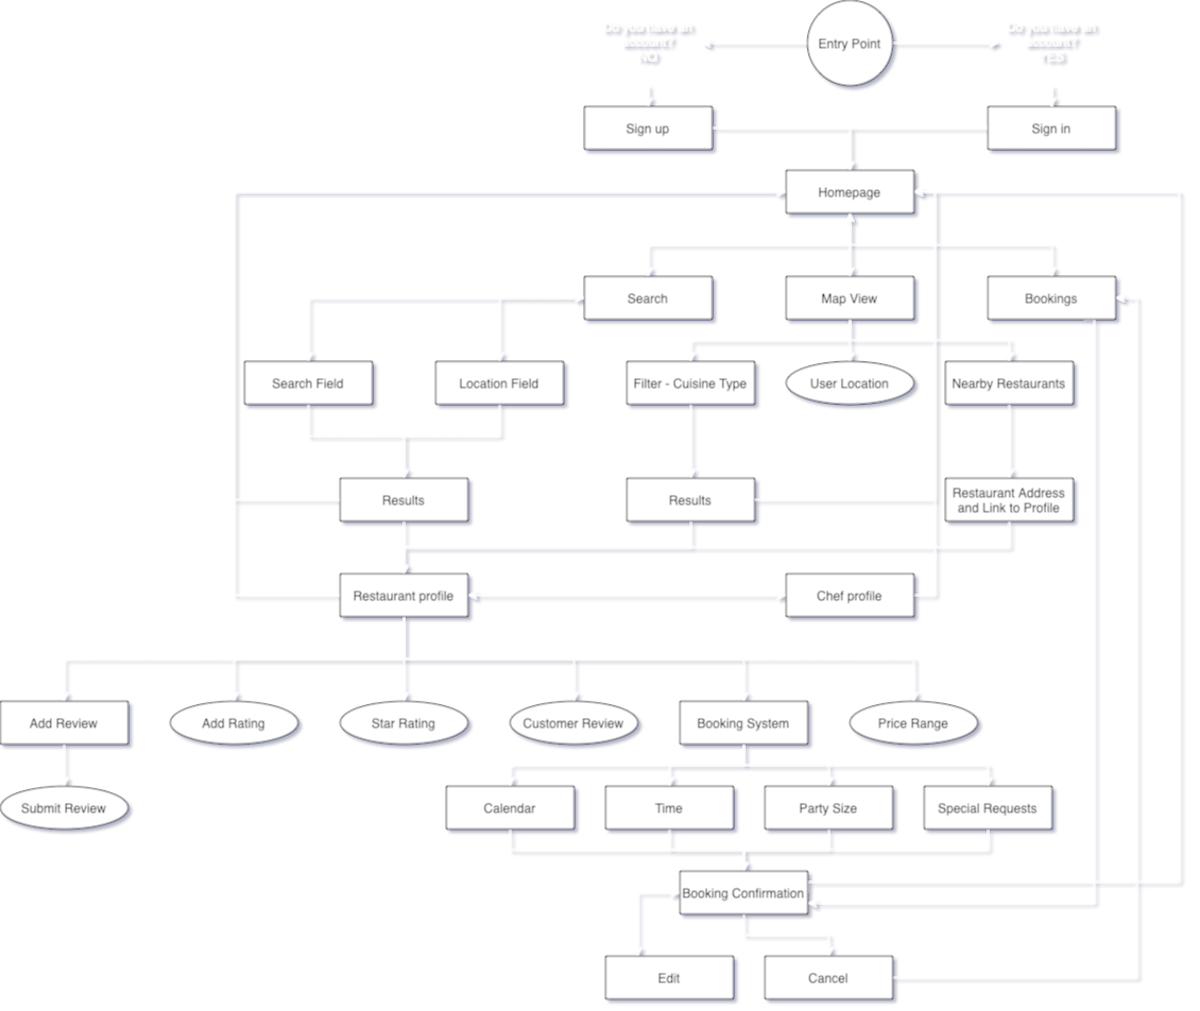 Do you have an
account?
NO
Entry Point
Do you have an
account?
YES
Sign up
Sign in
Homepage
Search
Map View
Bookings
Search Field
Location Field
Filter - Cuisine Type
User Location
Nearby Restaurants
Results
Results
Restaurant Address
and Link to Profile
Restaurant profile
Chef profile
Add Review
Add Rating
Star Rating
Customer Review
Booking System
Price Range
Submit Review
Calendar
Time
Party Size
Special Requests
Booking Confirmation
Edit
Cancel